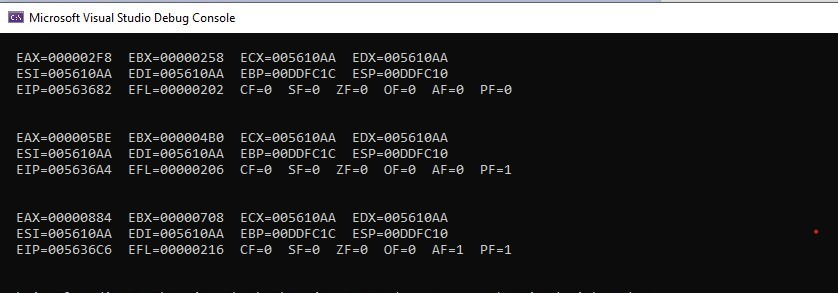 Microsoft Visual Studio Debug Console
EAX=000002F8 EBX=00000258 ECX=005610AA EDX=005610AA
ESI=005610AA EDI=005610AA EBP=00DDFC1C ESP=00DDFC10
EIP=00563682 EFL=00000202 CF=0 SF=0 ZF=0 OF=0 AF=0 PF=0
EAX=000005BE EBX=000004B0 ECX=005610AA EDX=005610AA
ESI=005610AA EDI=005610AA EBP=00DDFC1C ESP=00DDFC10
EIP=005636A4 EFL=00000206 CF=0 SF=0 ZF=0 OF=0 AF=0 PF=1
EAX=00000884 EBX=00000708 ECX=005610AA EDX=005610AA
ESI=005610AA EDI=005610AA EBP=00DDFC1C ESP=00DDFC10
EIP=005636C6 EFL=00000216 CF=0 SF=0 ZF=0 OF=0 AF=1 PF=1